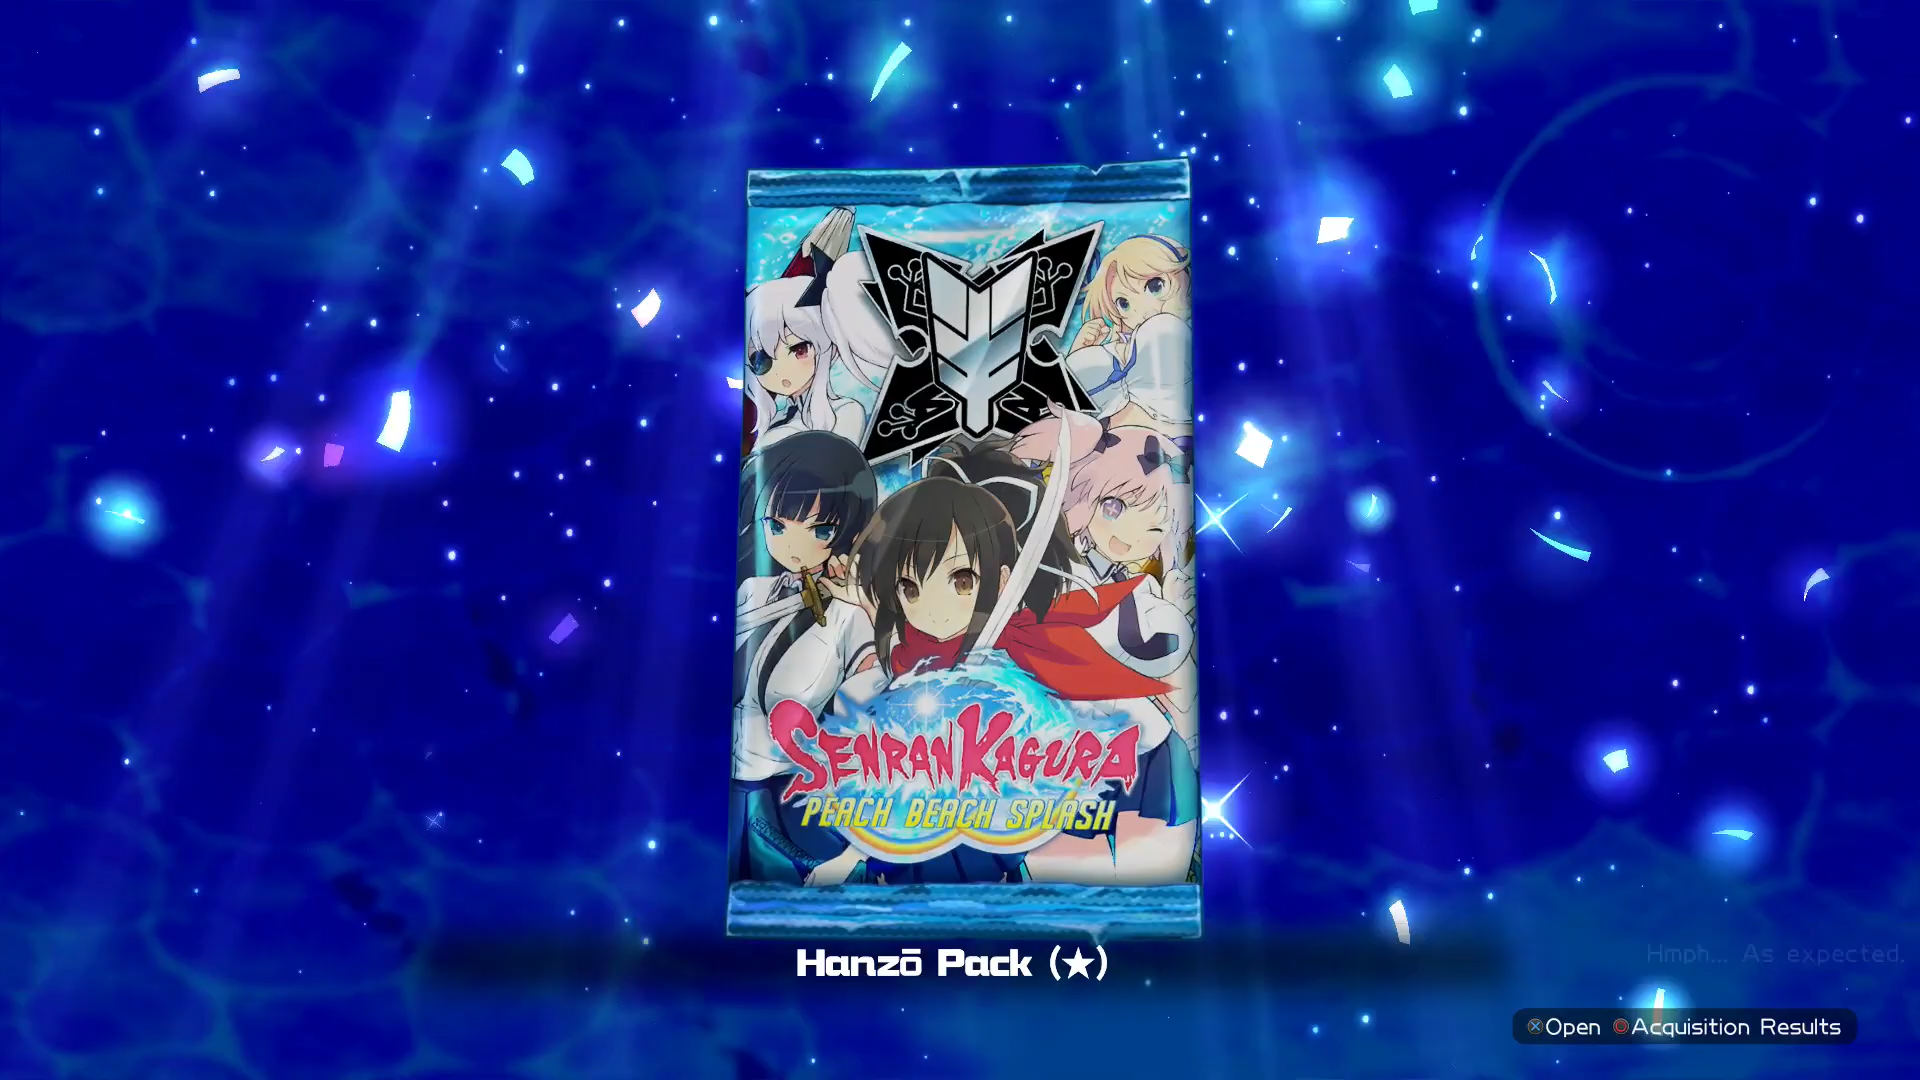 SENRAN KAGURA
PEACH BEACH SPLASH
Hanzō Pack (★)
Hmph... As expected.
Open Acquisition Results